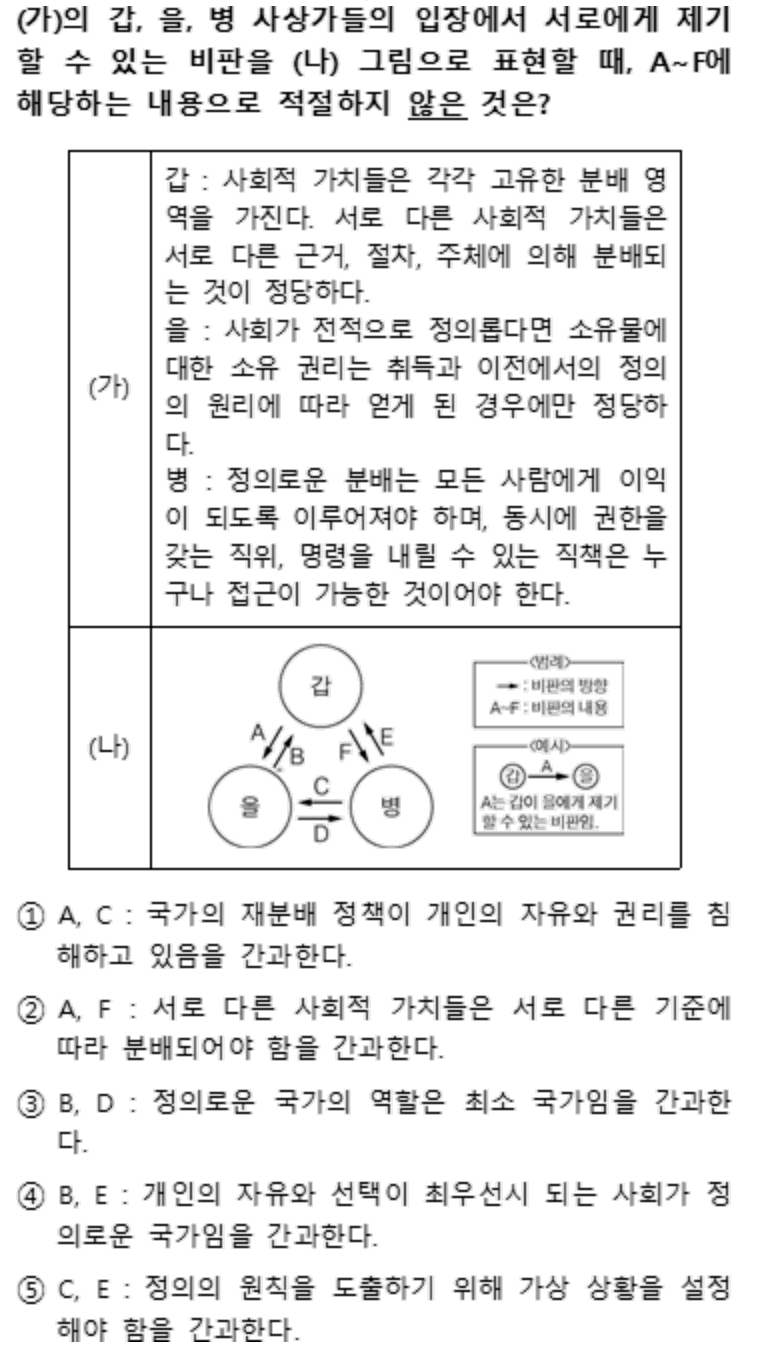 (가)의 갑, 을, 병 사상가들의 입장에서 서로에게 제기
할 수 있는 비판을 (나) 그림으로 표현할 때, A~F에
해당하는 내용으로 적절하지 않은 것은?
(가)
갑 : 사회적 가치들은 각각 고유한 분배 영
역을 가진다. 서로 다른 사회적 가치들은
서로 다른 근거, 절차, 주체에 의해 분배되
는 것이 정당하다.
을 : 사회가 전적으로 정의롭다면 소유물에
대한 소유 권리는 취득과 이전에서의 정의
의 원리에 따라 얻게 된 경우에만 정당하
다.
병 : 정의로운 분배는 모든 사람에게 이익
이 되도록 이루어져야 하며, 동시에 권한을
갖는 직위, 명령을 내릴 수 있는 직책은 누
구나 접근이 가능한 것이어야 한다.
(나)
갑
A
B
F
E
을
C
D
병
<범례>
→ : 비판의 방향
A~F : 비판의 내용
<예시>
갑 A 을
A는 갑이 을에게 제기
할 수 있는 비판임.
① A, C : 국가의 재분배 정책이 개인의 자유와 권리를 침
해하고 있음을 간과한다.
② A, F : 서로 다른 사회적 가치들은 서로 다른 기준에
따라 분배되어야 함을 간과한다.
③ B, D : 정의로운 국가의 역할은 최소 국가임을 간과한
다.
④ B, E : 개인의 자유와 선택이 최우선시 되는 사회가 정
의로운 국가임을 간과한다.
⑤ C, E : 정의의 원칙을 도출하기 위해 가상 상황을 설정
해야 함을 간과한다.